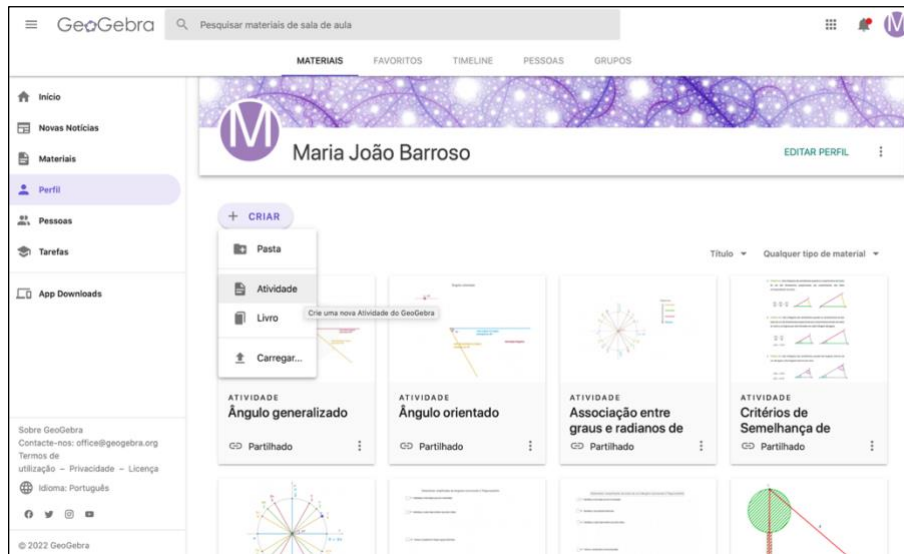 GeoGebra
Pesquisar materiais de sala de aula
M
MATERIAIS FAVORITOS TIMELINE PESSOAS GRUPOS
Início
Novas Notícias
Materiais
Perfil
Pessoas
Tarefas
App Downloads
M
Maria João Barroso
EDITAR PERFIL
+ CRIAR
Pasta
Atividade
Livro
Carregar...
Crie uma nova Atividade do GeoGebra
Título
Qualquer tipo de material
ATIVIDADE
Ângulo generalizado
Partilhado
ATIVIDADE
Ângulo orientado
Partilhado
ATIVIDADE
Associação entre
graus e radianos de
Partilhado
ATIVIDADE
Critérios de
Semelhança de
Partilhado
Sobre GeoGebra
Contacte-nos: office@geogebra.org
Termos de
utilização – Privacidade – Licença
Idioma: Português
© 2022 GeoGebra